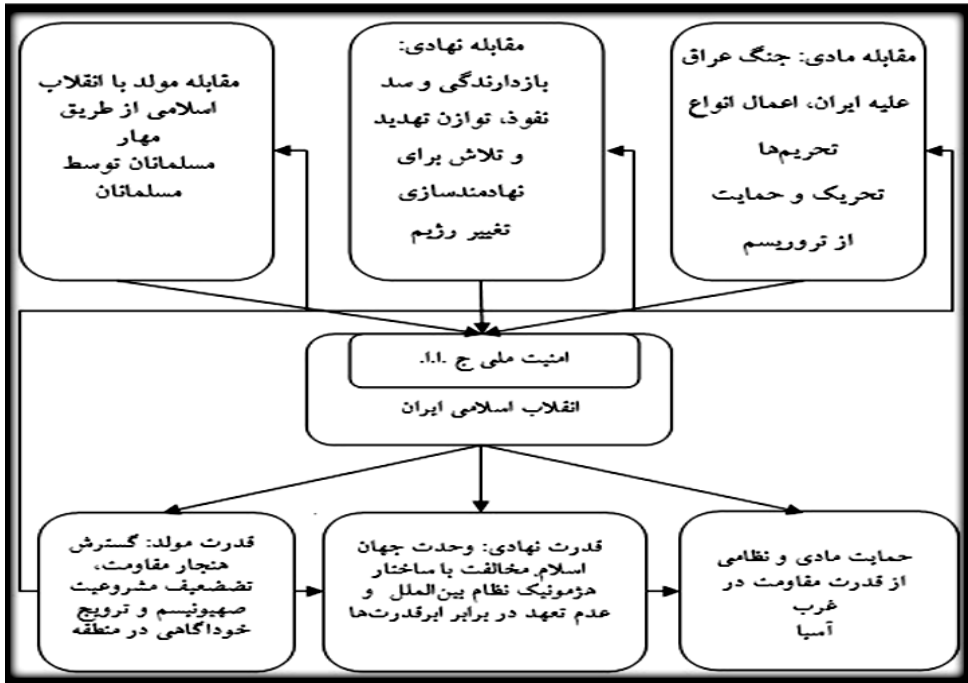 مقابله مادی: جنگ عراق
علیه ایران، اعمال انواع
تحریم‌ها
تحریک و حمایت
از تروریسم
مقابله نهادی:
بازدارندگی و سد
نفوذ، توازن تهدید
و تلاش برای
نهادمندسازی
تغییر رژیم
مقابله مولد با انقلاب
اسلامی از طریق
مهار
مسلمانان توسط
مسلمانان
امنیت ملی ج .ا.ا.
انقلاب اسلامی ایران
حمایت مادی و نظامی
از قدرت مقاومت در
غرب
آسیا
قدرت نهادی: وحدت جهان
اسلام، مخالفت با ساختار
هژمونیک نظام بین‌الملل و
عدم تعهد در برابر ابرقدرت‌ها
قدرت مولد: گسترش
هنجار مقاومت،
تضضعیف مشروعیت
صهیونیسم و ترویج
خوداگاهی در منطقه